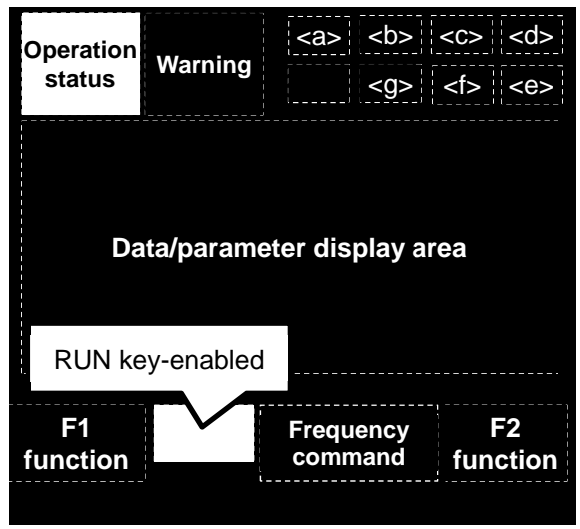 Operation
status
Warning
<a> <b> <c> <d>
<g> <f> <e>
Data/parameter display area
RUN key-enabled
F1
function
Frequency
command
F2
function